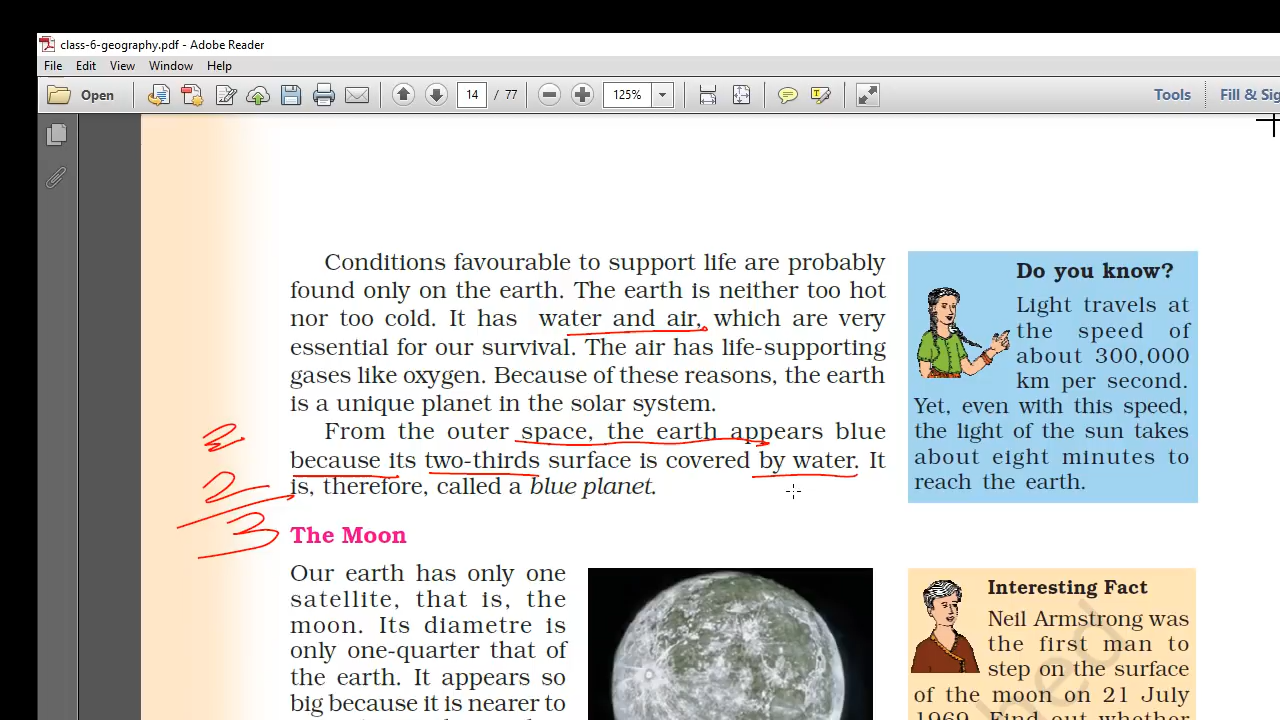 class-6-geography.pdf - Adobe Reader
File Edit View Window Help
Open 14 / 77 125% Tools Fill &
Conditions favourable to support life are probably
found only on the earth. The earth is neither too hot
nor too cold. It has water and air, which are very
essential for our survival. The air has life-supporting
gases like oxygen. Because of these reasons, the earth
is a unique planet in the solar system.
From the outer space, the earth appears blue
because its two-thirds surface is covered by water. It
is, therefore, called a blue planet.
2
3
The Moon
Our earth has only one
satellite, that is, the
moon. Its diametre is
only one-quarter that of
the earth. It appears so
big because it is nearer to
Do you know?
Light travels at
the speed of
about 300,000
km per second.
Yet, even with this speed,
the light of the sun takes
about eight minutes to
reach the earth.
Interesting Fact
Neil Armstrong was
the first man to
step on the surface
of the moon on 21 July
1969. Find out whether